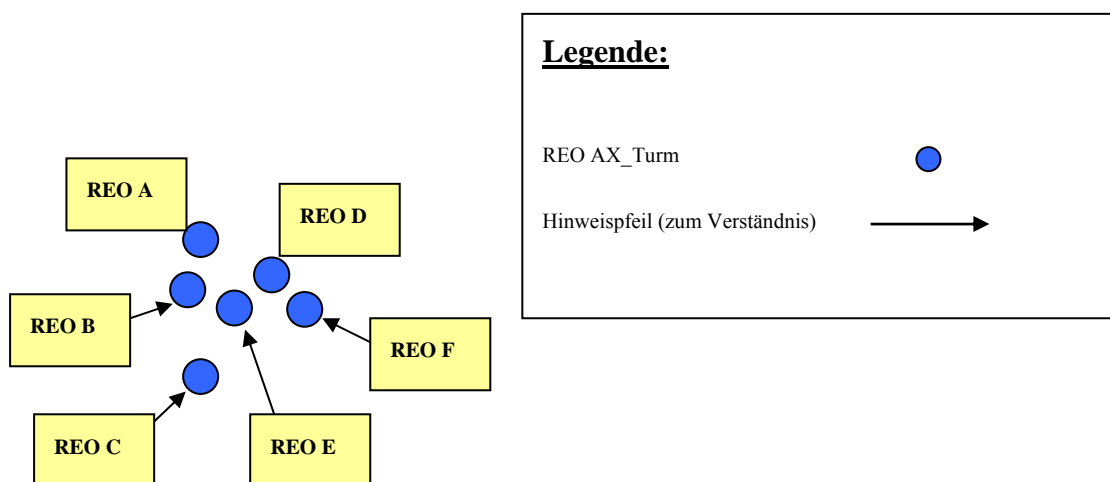 Legende:
REO AX_Turm
Hinweispfeil (zum Verständnis)
REO A
REO D
REO B
REO F
REO C
REO E